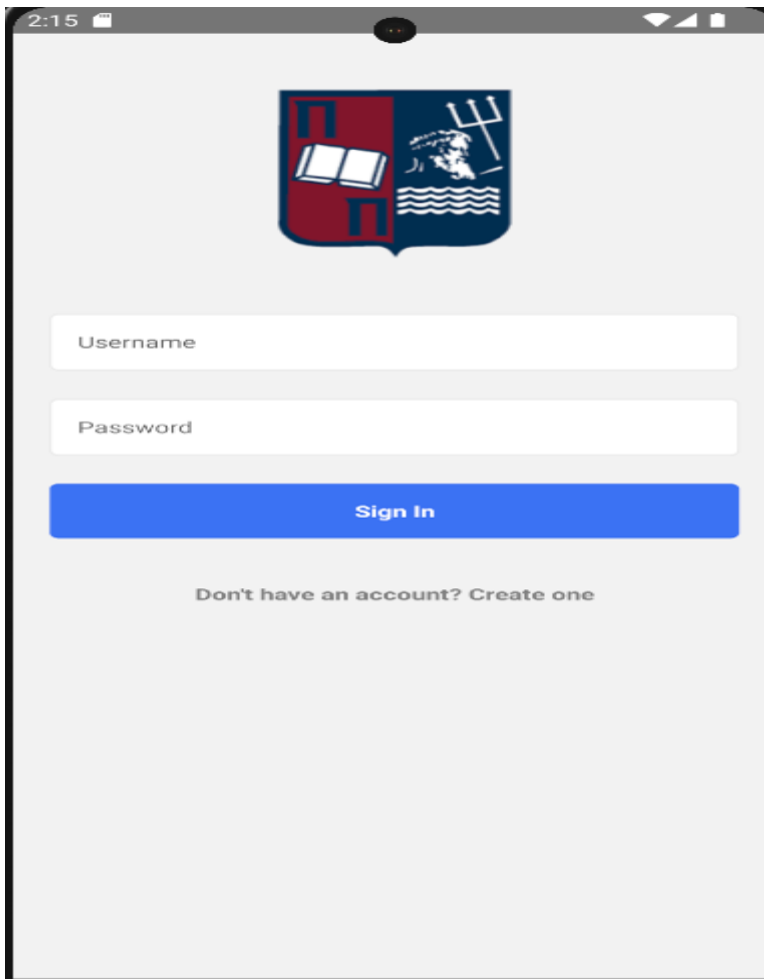 2:15
Π
Π
Username
Password
Sign In
Don't have an account? Create one